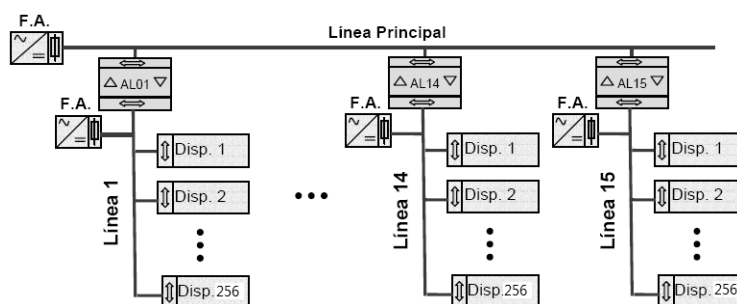 F.A.
Línea Principal
AL01
AL14
AL15
F.A.
F.A.
F.A.
Disp. 1
Disp. 1
Disp. 1
Línea 1
Línea 14
Línea 15
Disp. 2
Disp. 2
Disp. 2
Disp. 256
Disp. 256
Disp. 256